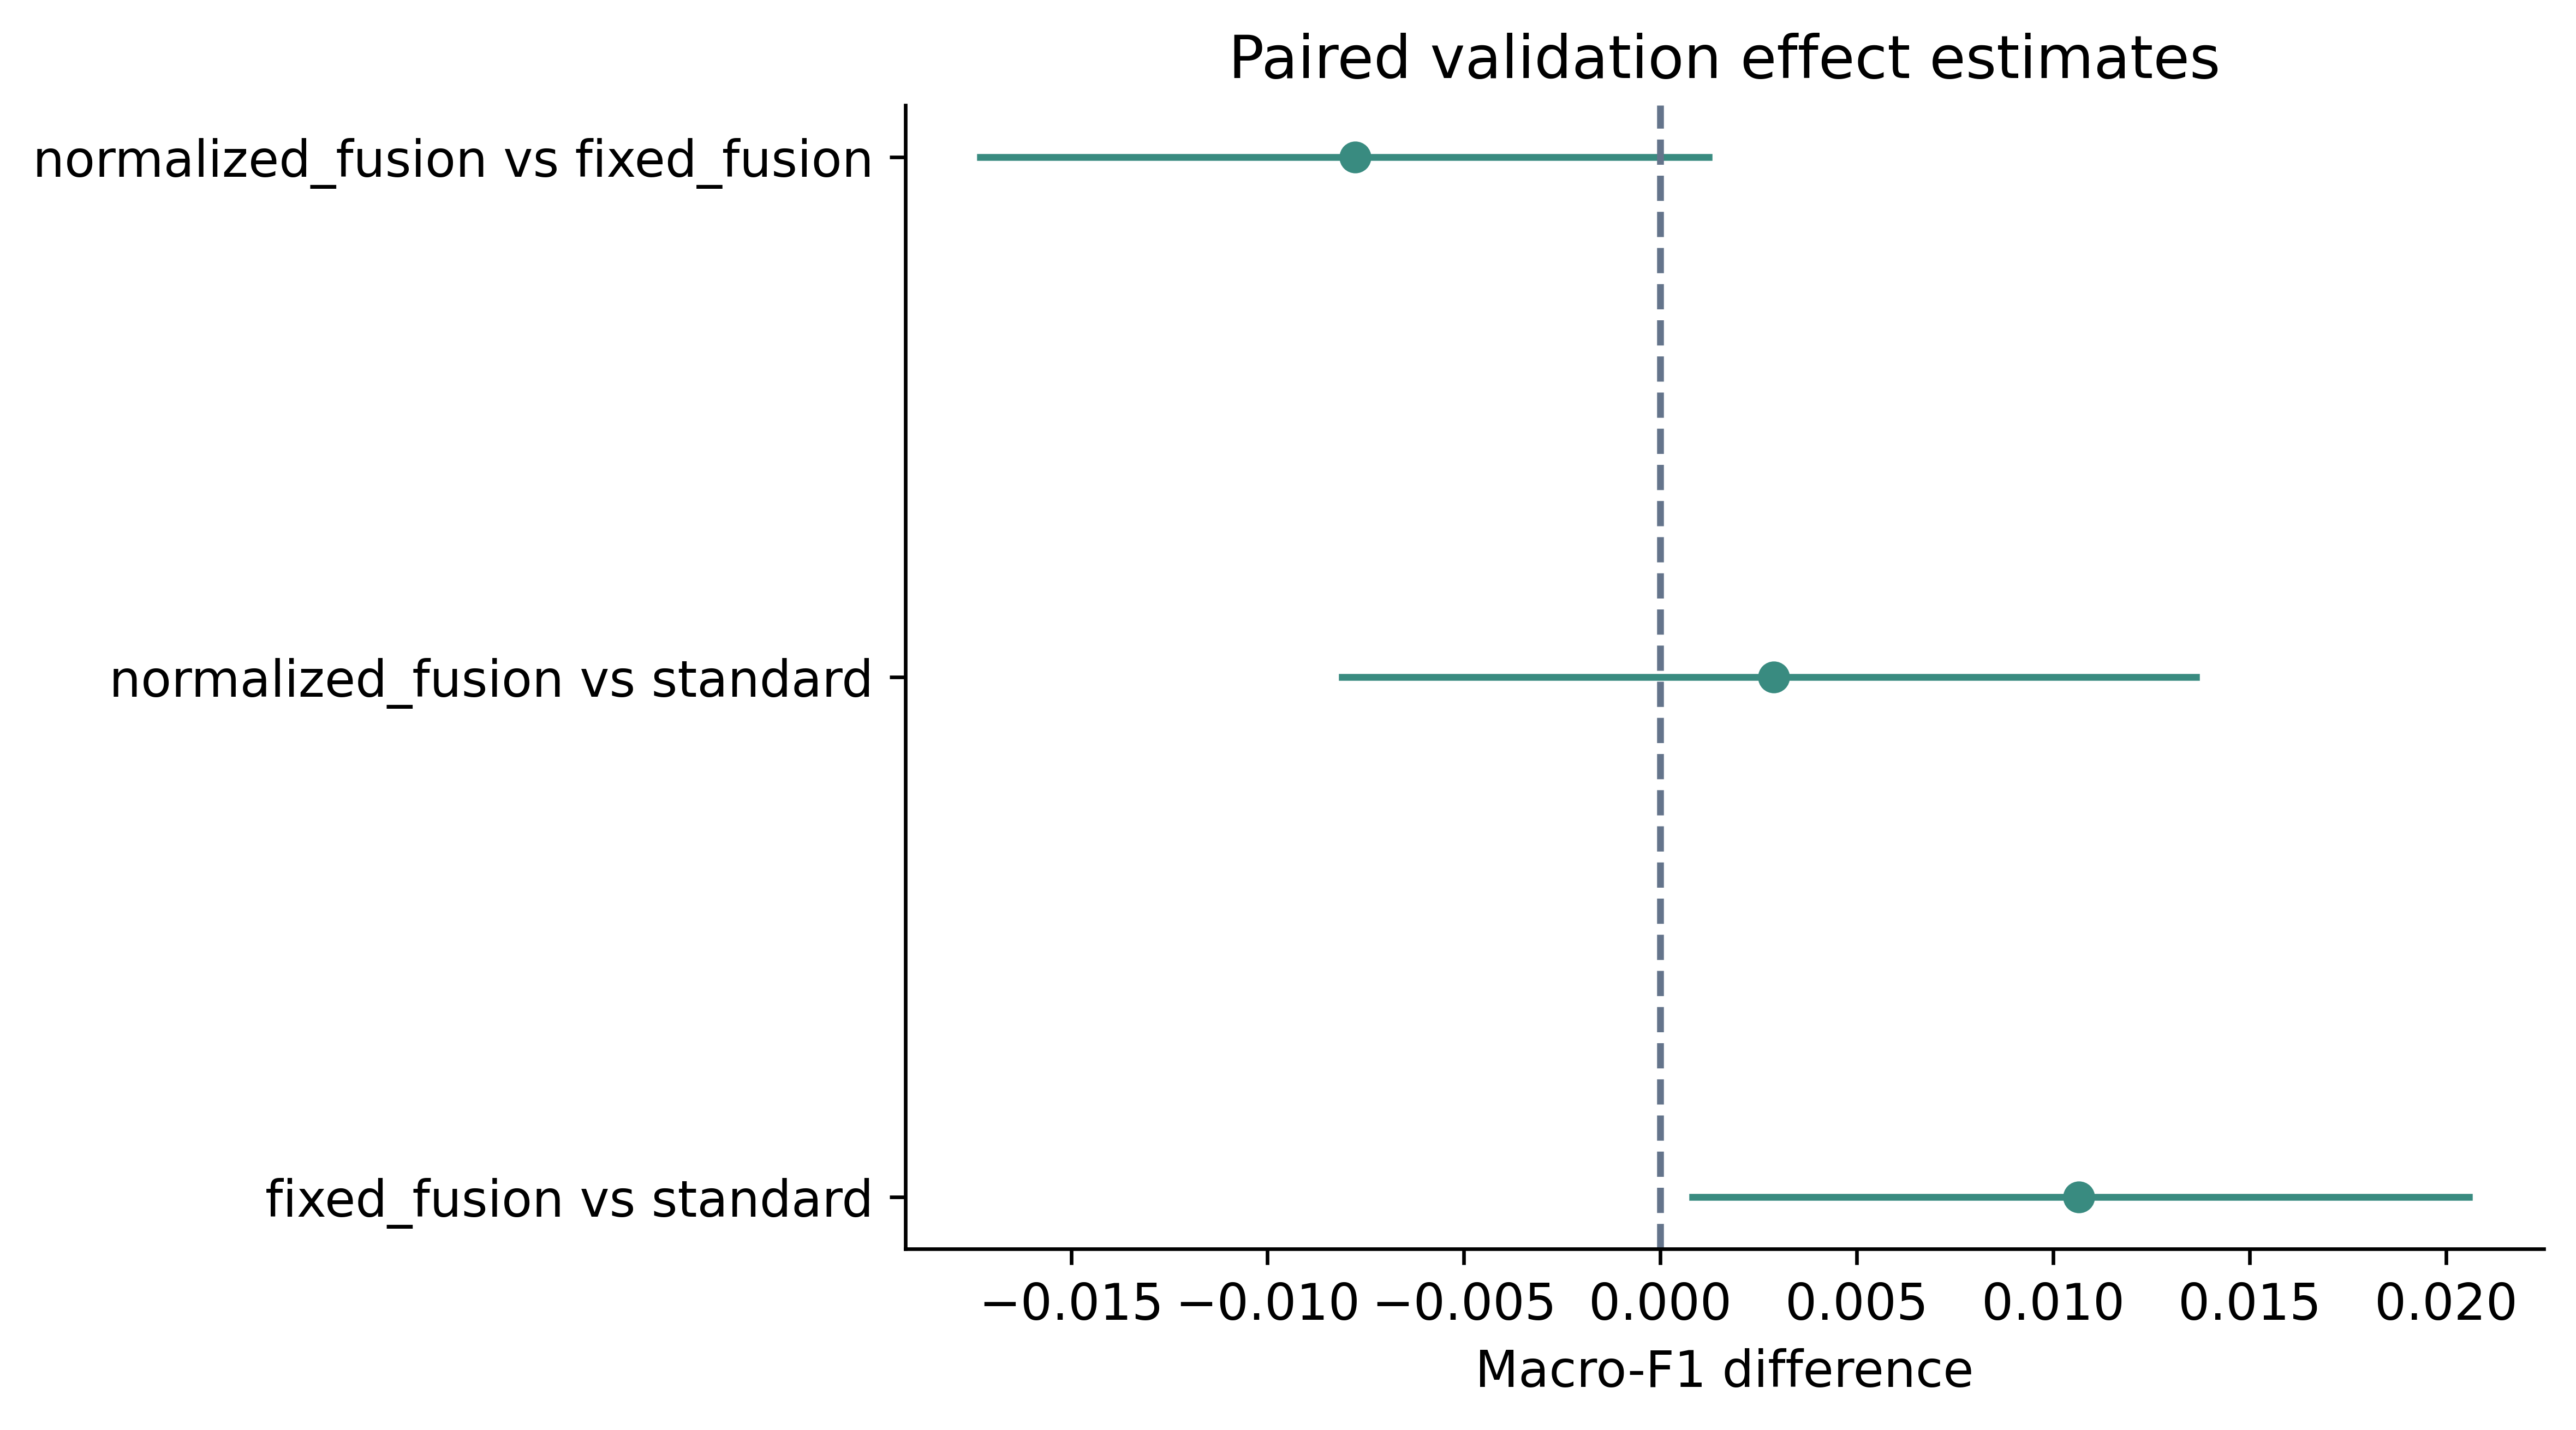 Paired validation effect estimates
normalized_fusion vs fixed_fusion
normalized_fusion vs standard
fixed_fusion vs standard
−0.015 −0.010 −0.005 0.000 0.005 0.010 0.015 0.020
Macro-F1 difference